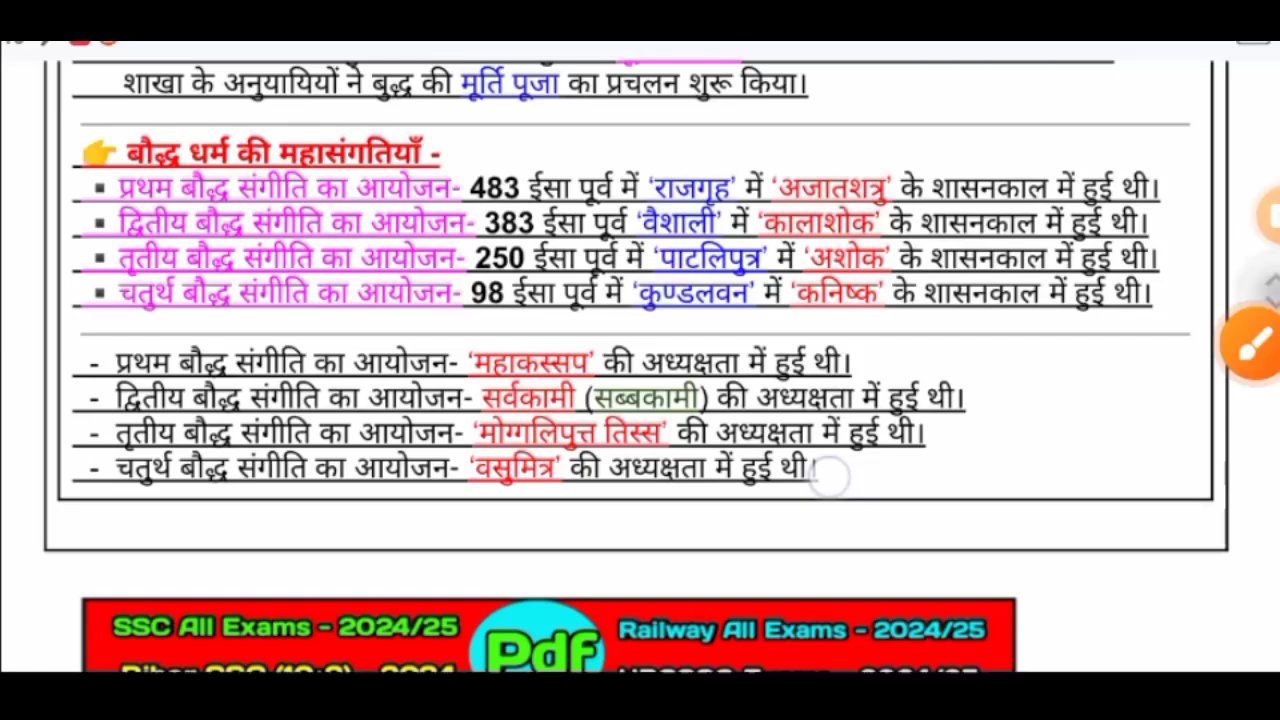 शाखा के अनुयायियों ने बुद्ध की मूर्ति पूजा का प्रचलन शुरू किया।
👉 बौद्ध धर्म की महासंगतियाँ -
▪ प्रथम बौद्ध संगीति का आयोजन- 483 ईसा पूर्व में ‘राजगृह’ में ‘अजातशत्रु’ के शासनकाल में हुई थी।
▪ द्वितीय बौद्ध संगीति का आयोजन- 383 ईसा पूर्व ‘वैशाली’ में ‘कालाशोक’ के शासनकाल में हुई थी।
▪ तृतीय बौद्ध संगीति का आयोजन- 250 ईसा पूर्व में ‘पाटलिपुत्र’ में ‘अशोक’ के शासनकाल में हुई थी।
▪ चतुर्थ बौद्ध संगीति का आयोजन- 98 ईसा पूर्व में ‘कुण्डलवन’ में ‘कनिष्क’ के शासनकाल में हुई थी।
- प्रथम बौद्ध संगीति का आयोजन- ‘महाकस्सप’ की अध्यक्षता में हुई थी।
- द्वितीय बौद्ध संगीति का आयोजन- सर्वकामी (सब्बकामी) की अध्यक्षता में हुई थी।
- तृतीय बौद्ध संगीति का आयोजन- ‘मोग्गलिपुत्त तिस्स’ की अध्यक्षता में हुई थी।
- चतुर्थ बौद्ध संगीति का आयोजन- ‘वसुमित्र’ की अध्यक्षता में हुई थी।
SSC All Exams - 2024/25
Pdf
Railway All Exams - 2024/25